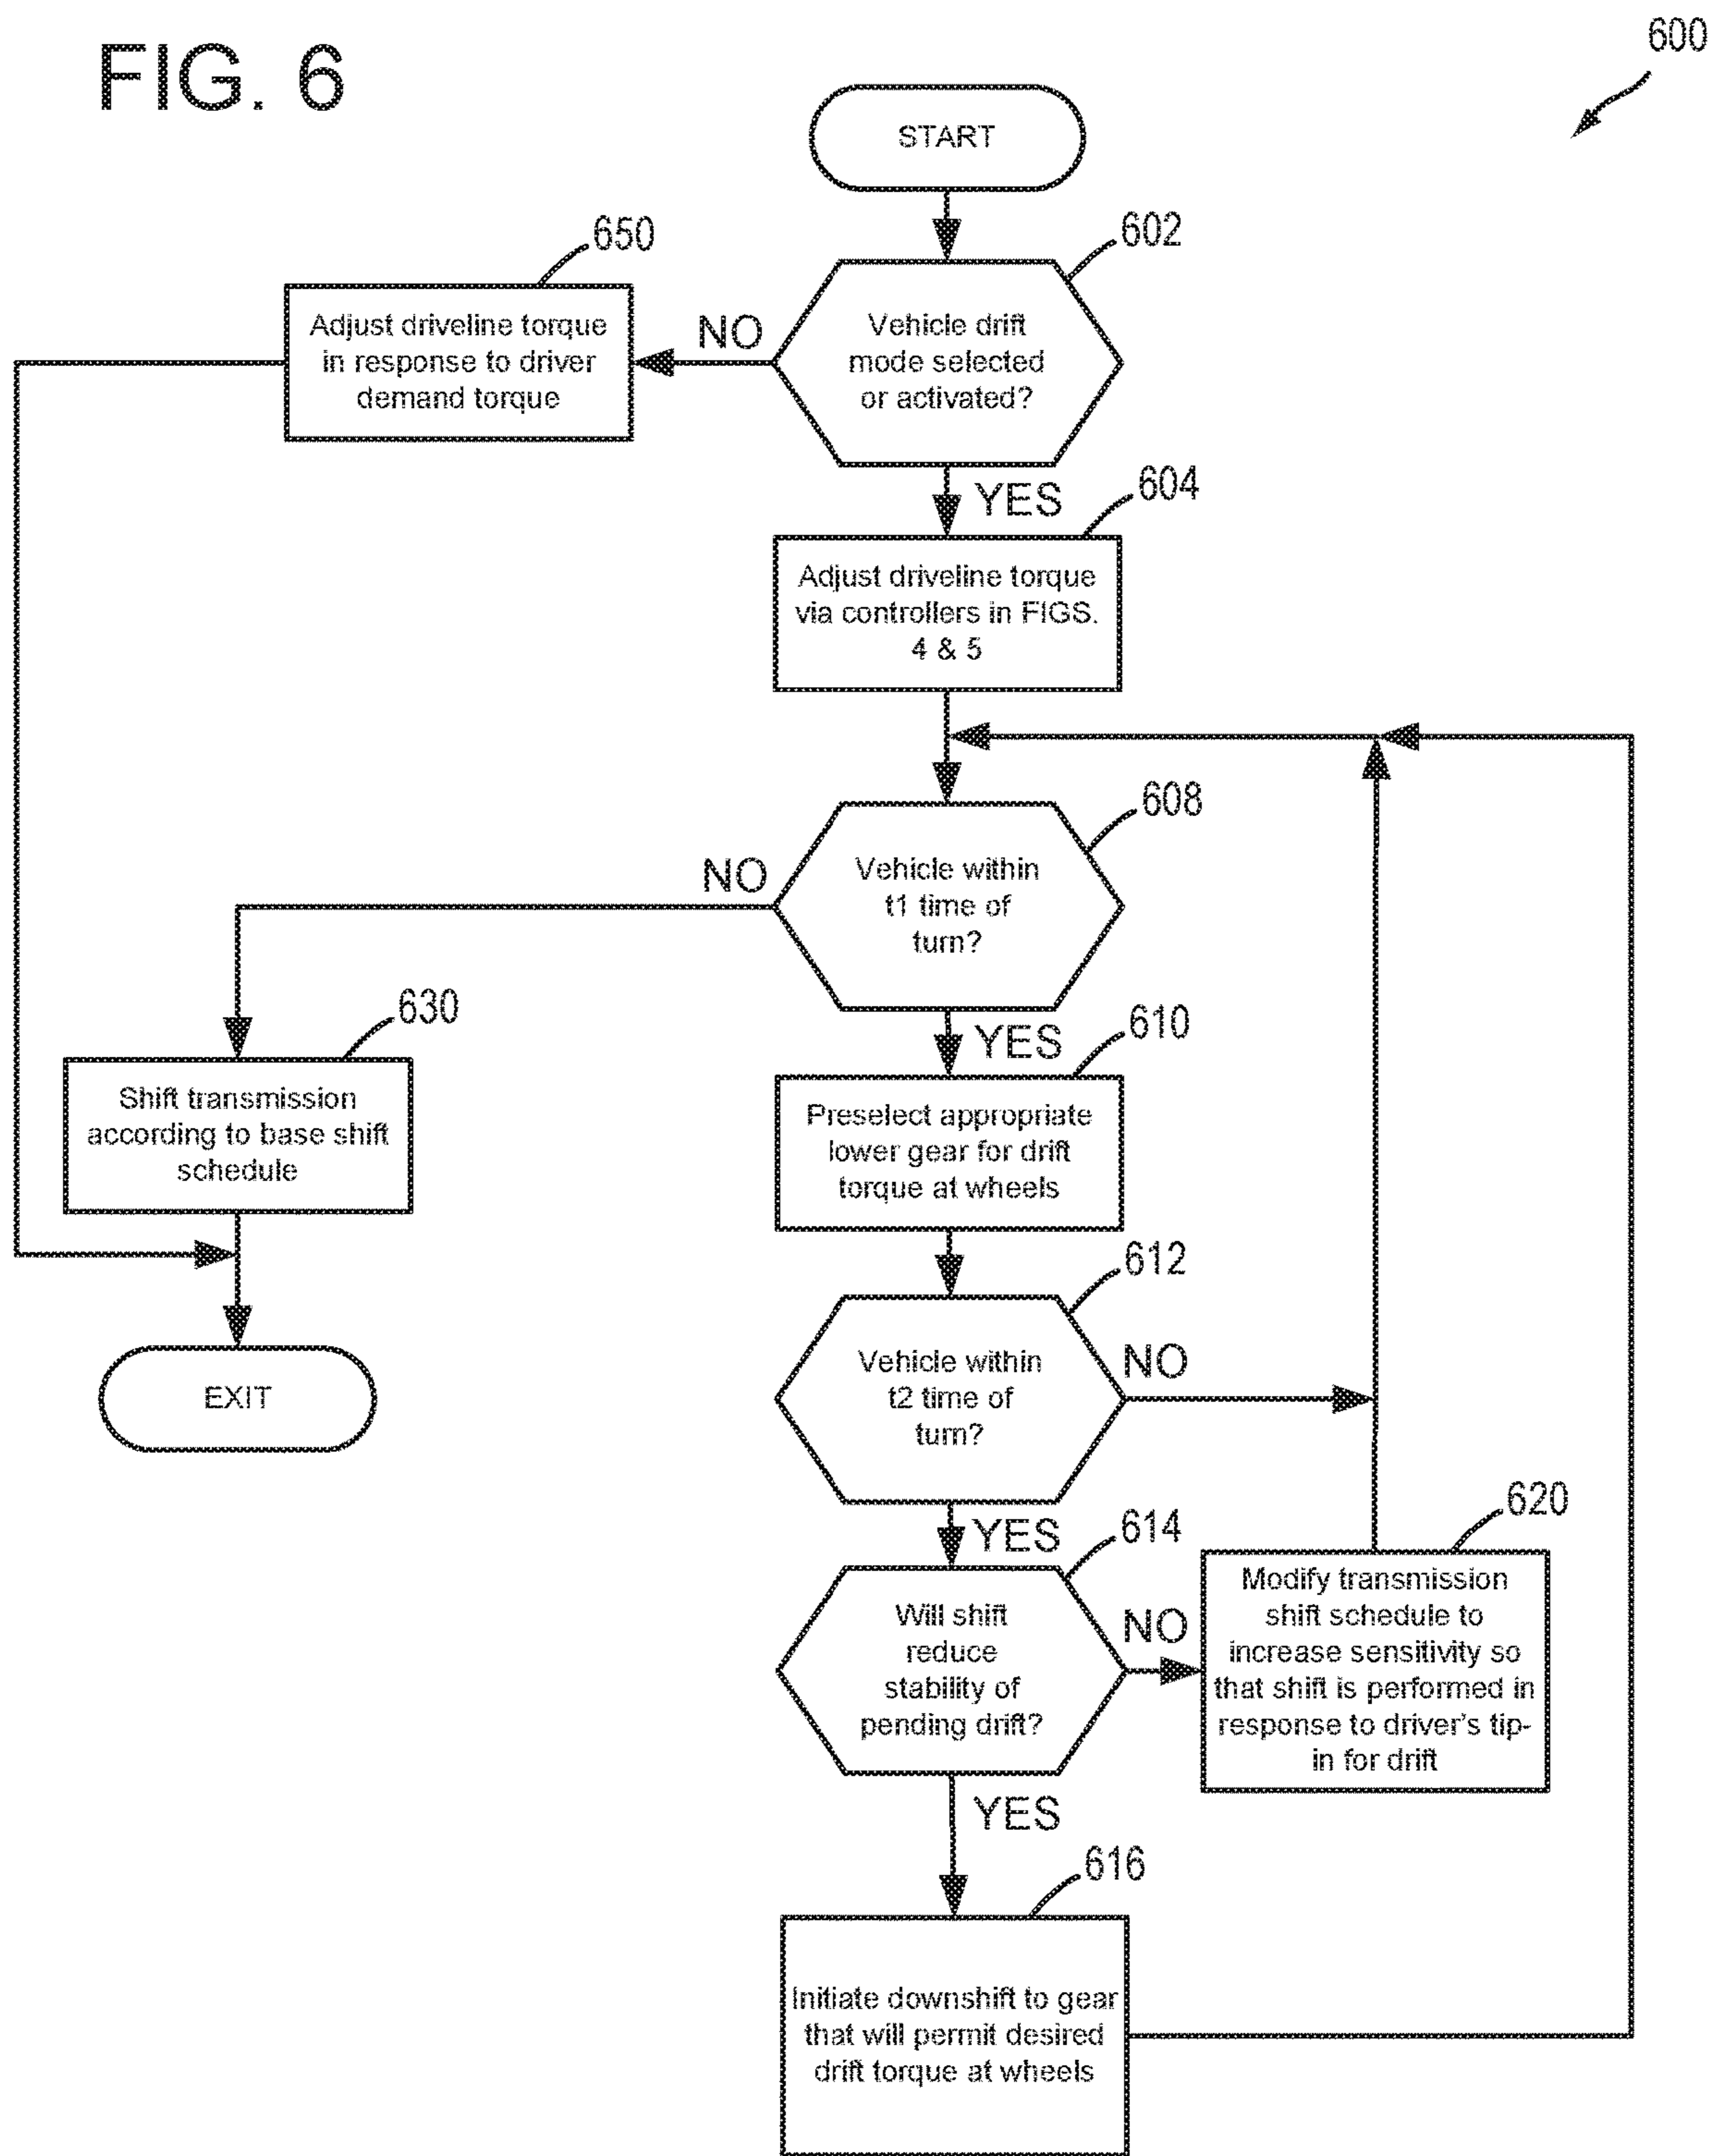 FIG. 6
600
START
602
Vehicle drift
mode selected
or activated?
NO
650
Adjust driveline torque
in response to driver
demand torque
YES
604
Adjust driveline torque
via controllers in FIGS.
4 & 5
608
Vehicle within
t1 time of
turn?
NO
630
Shift transmission
according to base shift
schedule
EXIT
YES
610
Preselect appropriate
lower gear for drift
torque at wheels
612
Vehicle within
t2 time of
turn?
NO
YES
614
Will shift
reduce
stability of
pending drift?
NO
620
Modify transmission
shift schedule to
increase sensitivity so
that shift is performed in
response to driver's tip-
in for drift
YES
616
Initiate downshift to gear
that will permit desired
drift torque at wheels